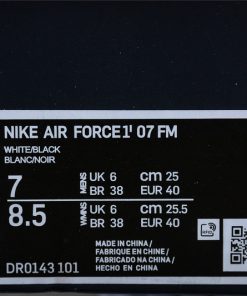 NIKE AIR FORCE 1' 07 FM
WHITE/BLACK
BLANC/NOIR
7 MENS UK 6 cm 25
BR 38 EUR 40
8.5 WMNS UK 6 cm 25.5
BR 38 EUR 40
MADE IN CHINA /
FABRIQUE EN CHINE /
FABRICADO NA CHINA /
HECHO EN CHINA
DR0143 101